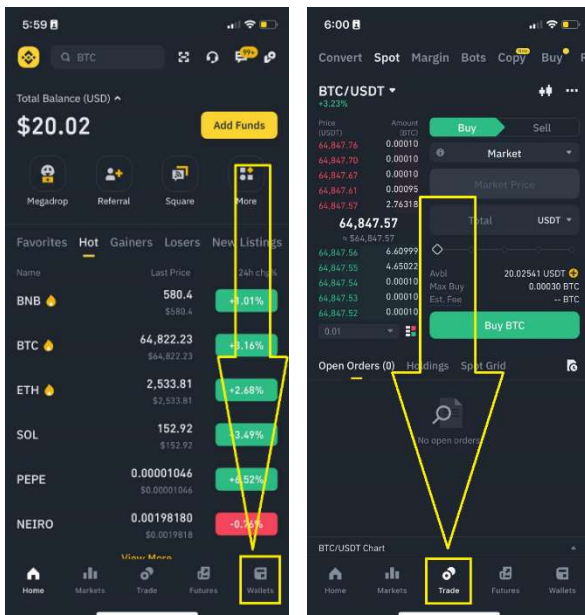 5:59
BTC
99+
Total Balance (USD)
$20.02
Add Funds
Megadrop
Referral
Square
More
Favorites Hot Gainers Losers New Listings
Name Last Price 24h chg%
BNB 580.4 +1.01%
$580.4
BTC 64,822.23 +3.16%
$64,822.23
ETH 2,533.81 +2.68%
$2,533.81
SOL 152.92 3.49%
$152.92
PEPE 0.00001046 +6.52%
$0.00001046
NEIRO 0.00198180 -0.76%
$0.0019818
View More
Home Markets Trade Futures Wallets
6:00
Convert Spot Margin Bots Copy New Buy
BTC/USDT
+3.23%
Price Amount
(USDT) (BTC)
64,847.76 0.00010
64,847.70 0.00010
64,847.67 0.00010
64,847.61 0.00095
64,847.57 2.76318
64,847.57
≈ $64,847.57
64,847.56 6.60999
64,847.55 4.65022
64,847.54 0.00010
64,847.53 0.00010
64,847.52 0.00010
0.01
Buy Sell
Market
Market Price
Total USDT
Avbl 20.02541 USDT
Max Buy 0.00030 BTC
Est. Fee -- BTC
Buy BTC
Open Orders (0) Holdings Spot Grid
No open orders
BTC/USDT Chart
Home Markets Trade Futures Wallets